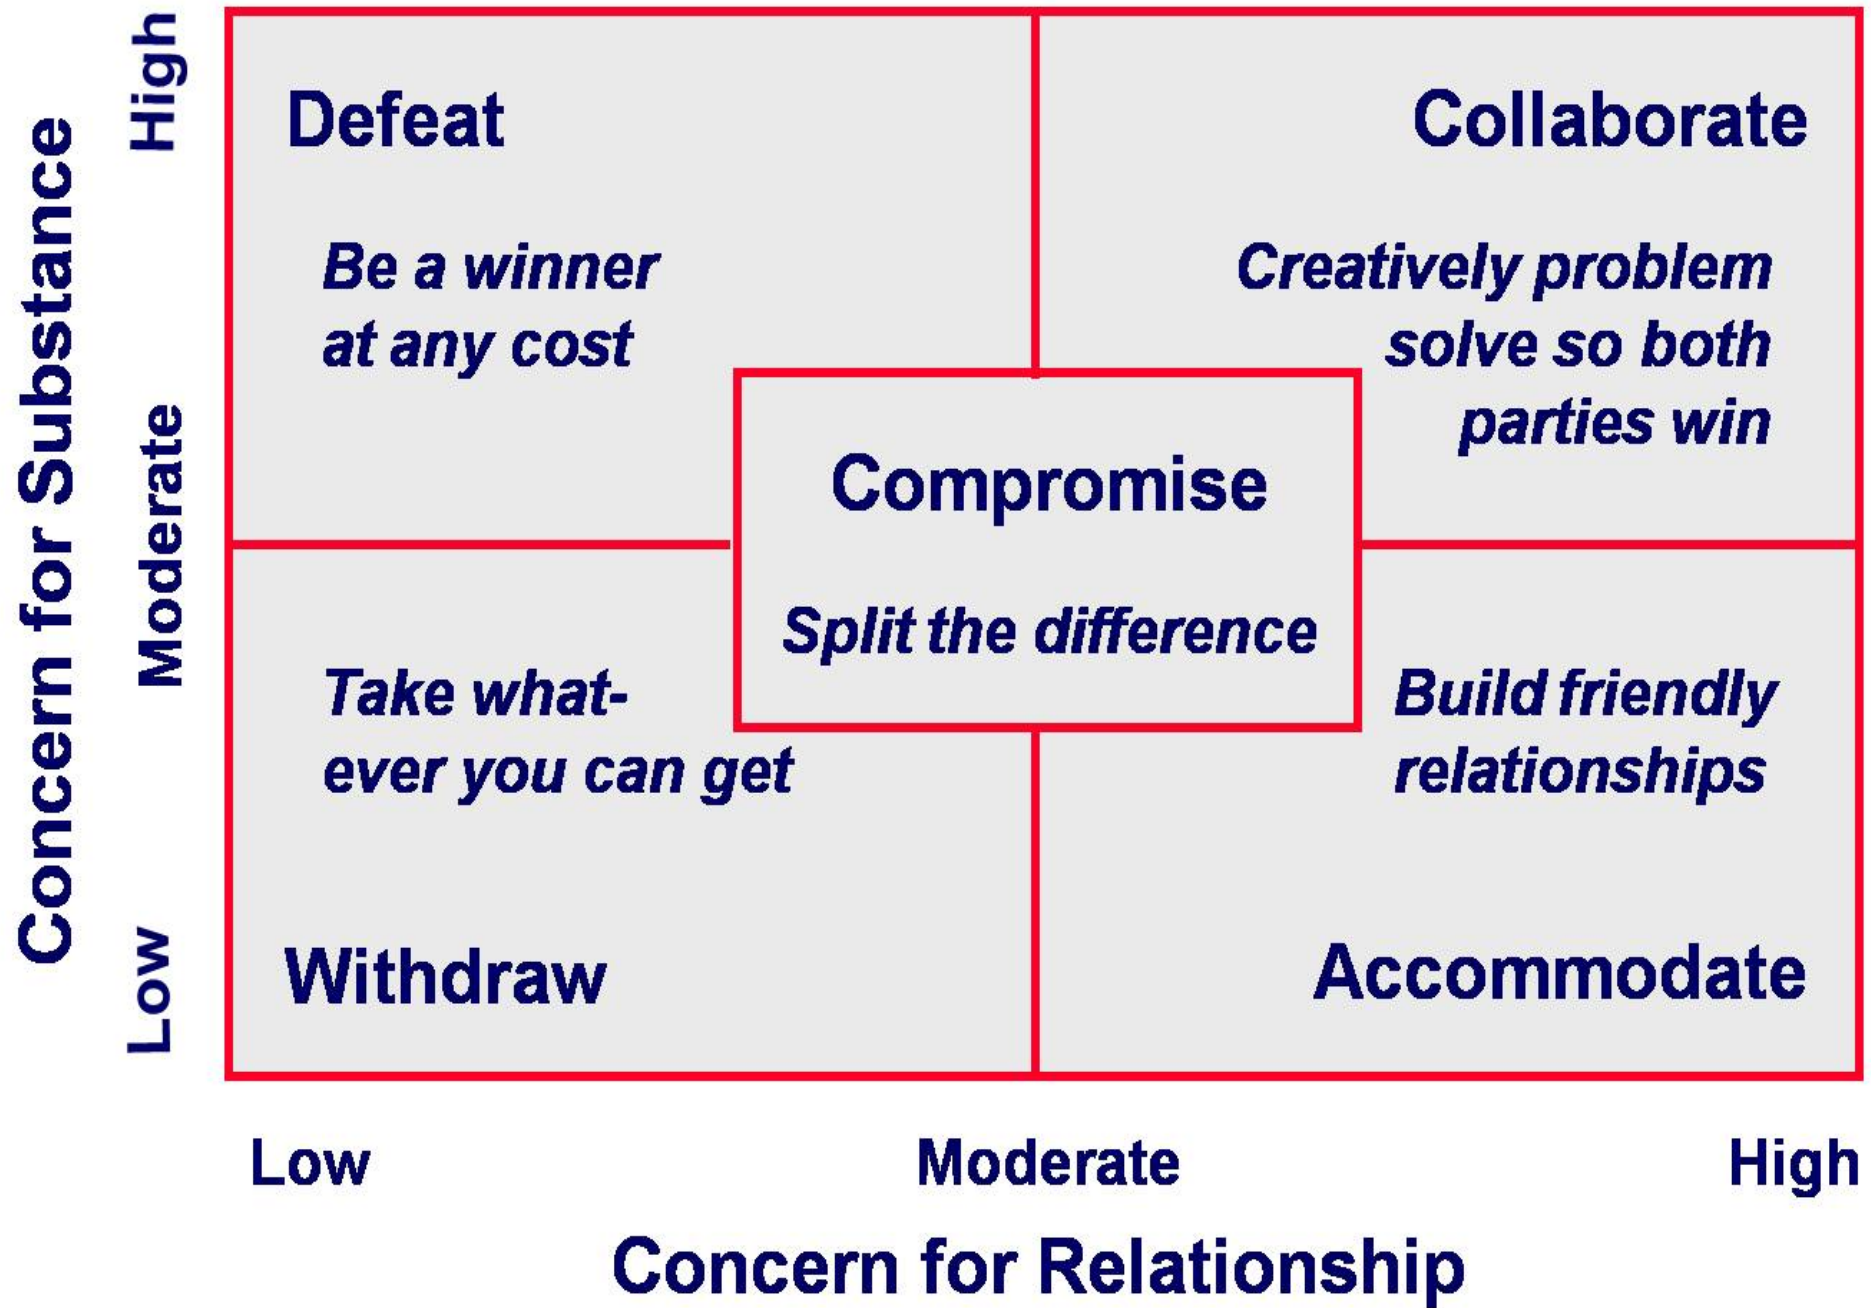 Concern for Substance
High
Moderate
Low
Defeat
Be a winner
at any cost
Collaborate
Creatively problem
solve so both
parties win
Compromise
Split the difference
Take what-
ever you can get
Withdraw
Build friendly
relationships
Accommodate
Low
Moderate
High
Concern for Relationship